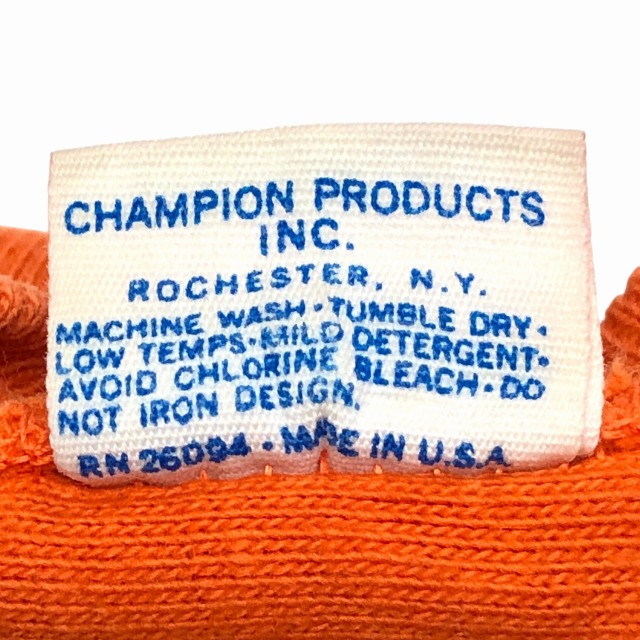 CHAMPION PRODUCTS
INC.
ROCHESTER, N.Y.
MACHINE WASH·TUMBLE DRY·
LOW TEMPS·MILD DETERGENT·
AVOID CHLORINE BLEACH·DO
NOT IRON DESIGN.
RN 26094 · MADE IN U.S.A.